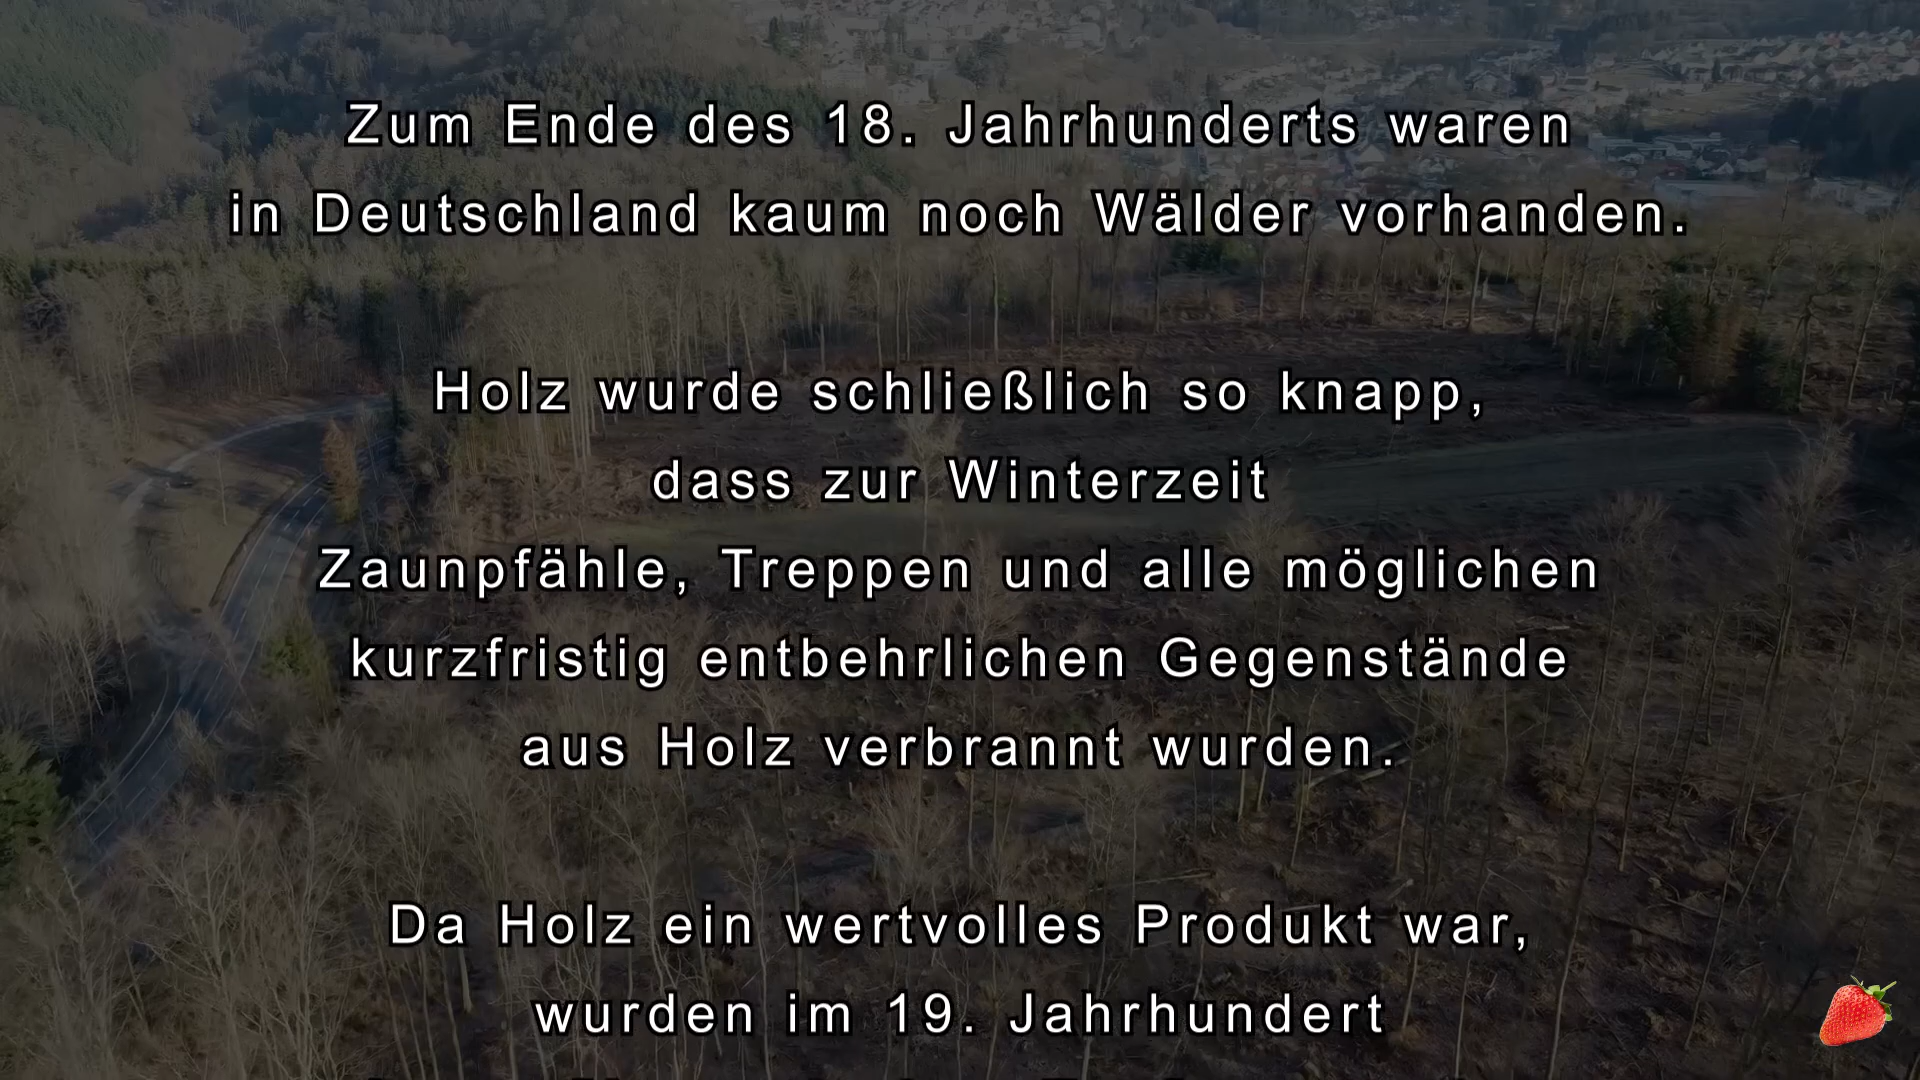 Zum Ende des 18. Jahrhunderts waren
in Deutschland kaum noch Wälder vorhanden.
Holz wurde schließlich so knapp,
dass zur Winterzeit
Zaunpfähle, Treppen und alle möglichen
kurzfristig entbehrlichen Gegenstände
aus Holz verbrannt wurden.
Da Holz ein wertvolles Produkt war,
wurden im 19. Jahrhundert